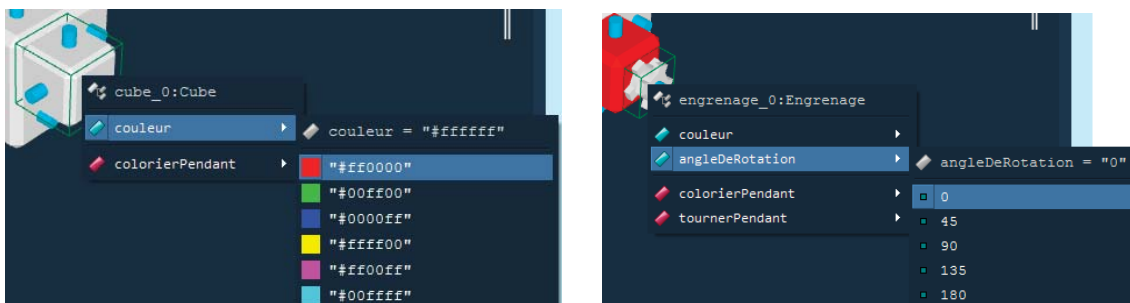 cube_0:Cube
couleur
colorierPendant
couleur = "#ffffff"
"#ff0000"
"#00ff00"
"#0000ff"
"#ffff00"
"#ff00ff"
"#00ffff"
engrenage_0:Engrenage
couleur
angleDeRotation
colorierPendant
tournerPendant
angleDeRotation = "0"
0
45
90
135
180